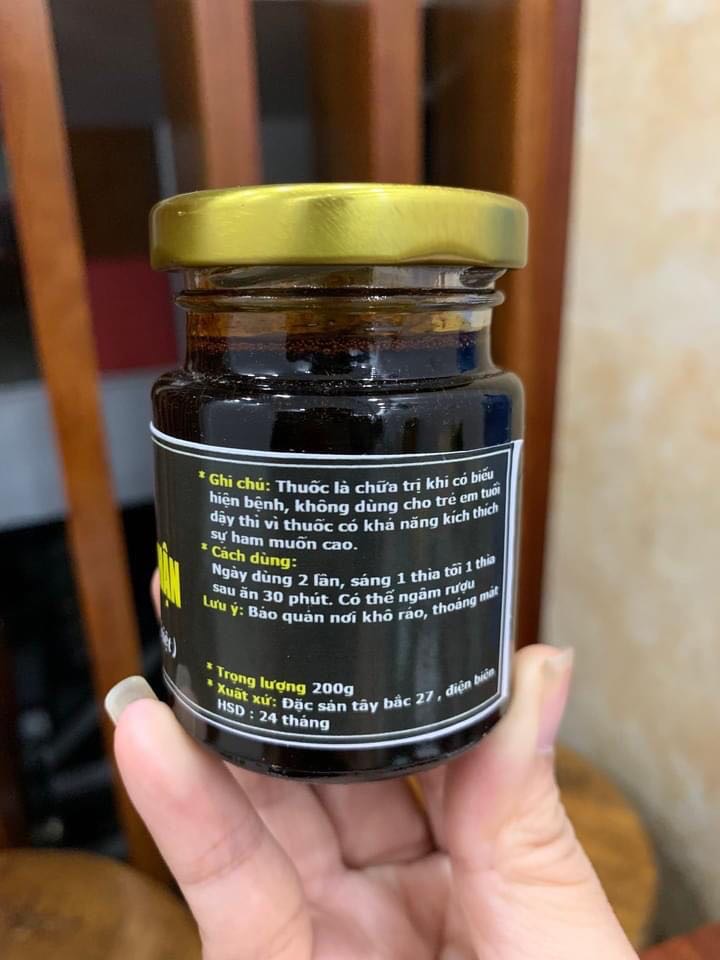 * Ghi chú: Thuốc là chữa trị khi có biểu
hiện bệnh, không dùng cho trẻ em tuổi
dậy thì vì thuốc có khả năng kích thích
sự ham muốn cao.
* Cách dùng:
Ngày dùng 2 lần, sáng 1 thìa tối 1 thìa
sau ăn 30 phút. Có thể ngâm rượu
Lưu ý: Bảo quản nơi khô ráo, thoáng mát
* Trọng lượng 200g
* Xuất xứ: Đặc sản tây bắc 27 , điện biên
HSD : 24 tháng